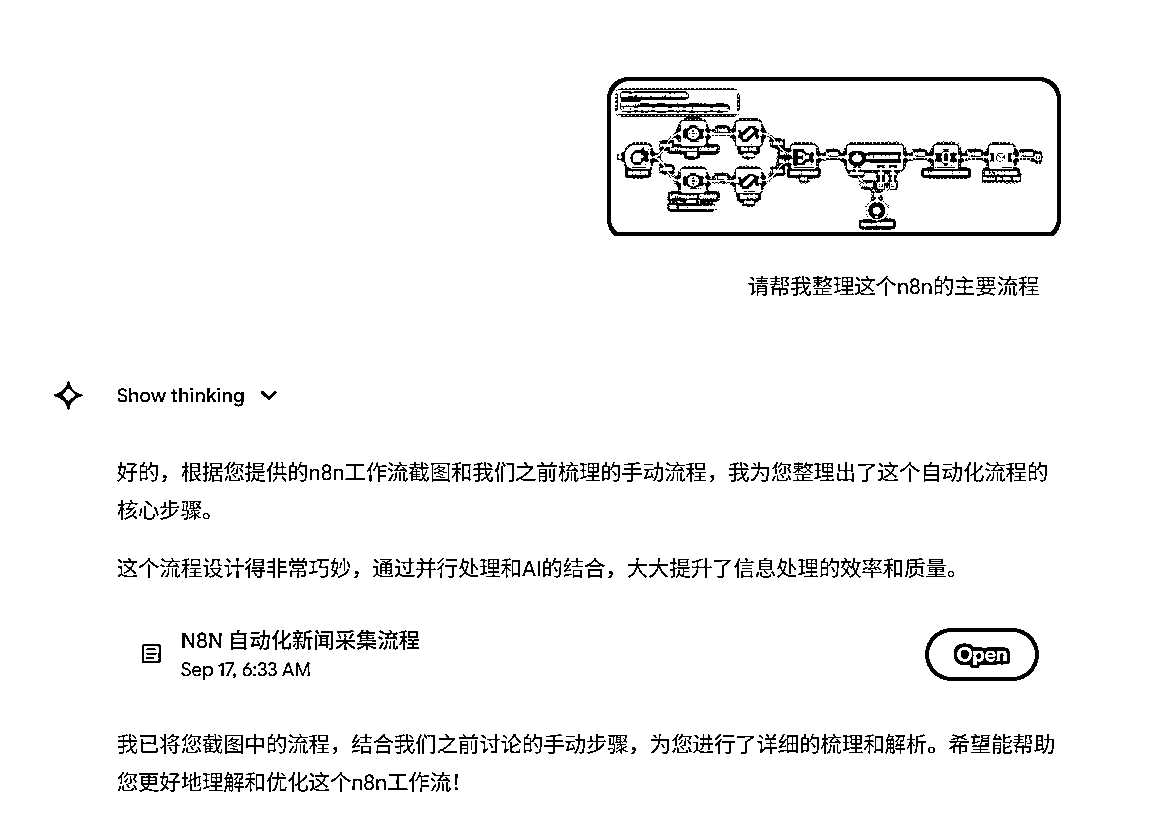 请帮我整理这个n8n的主要流程
Show thinking
好的，根据您提供的n8n工作流截图和我们之前梳理的手动流程，我为您整理出了这个自动化流程的
核心步骤。
这个流程设计得非常巧妙，通过并行处理和AI的结合，大大提升了信息处理的效率和质量。
N8N 自动化新闻采集流程
Sep 17, 6:33 AM
Open
我已将您截图中的流程，结合我们之前讨论的手动步骤，为您进行了详细的梳理和解析。希望能帮助
您更好地理解和优化这个n8n工作流！